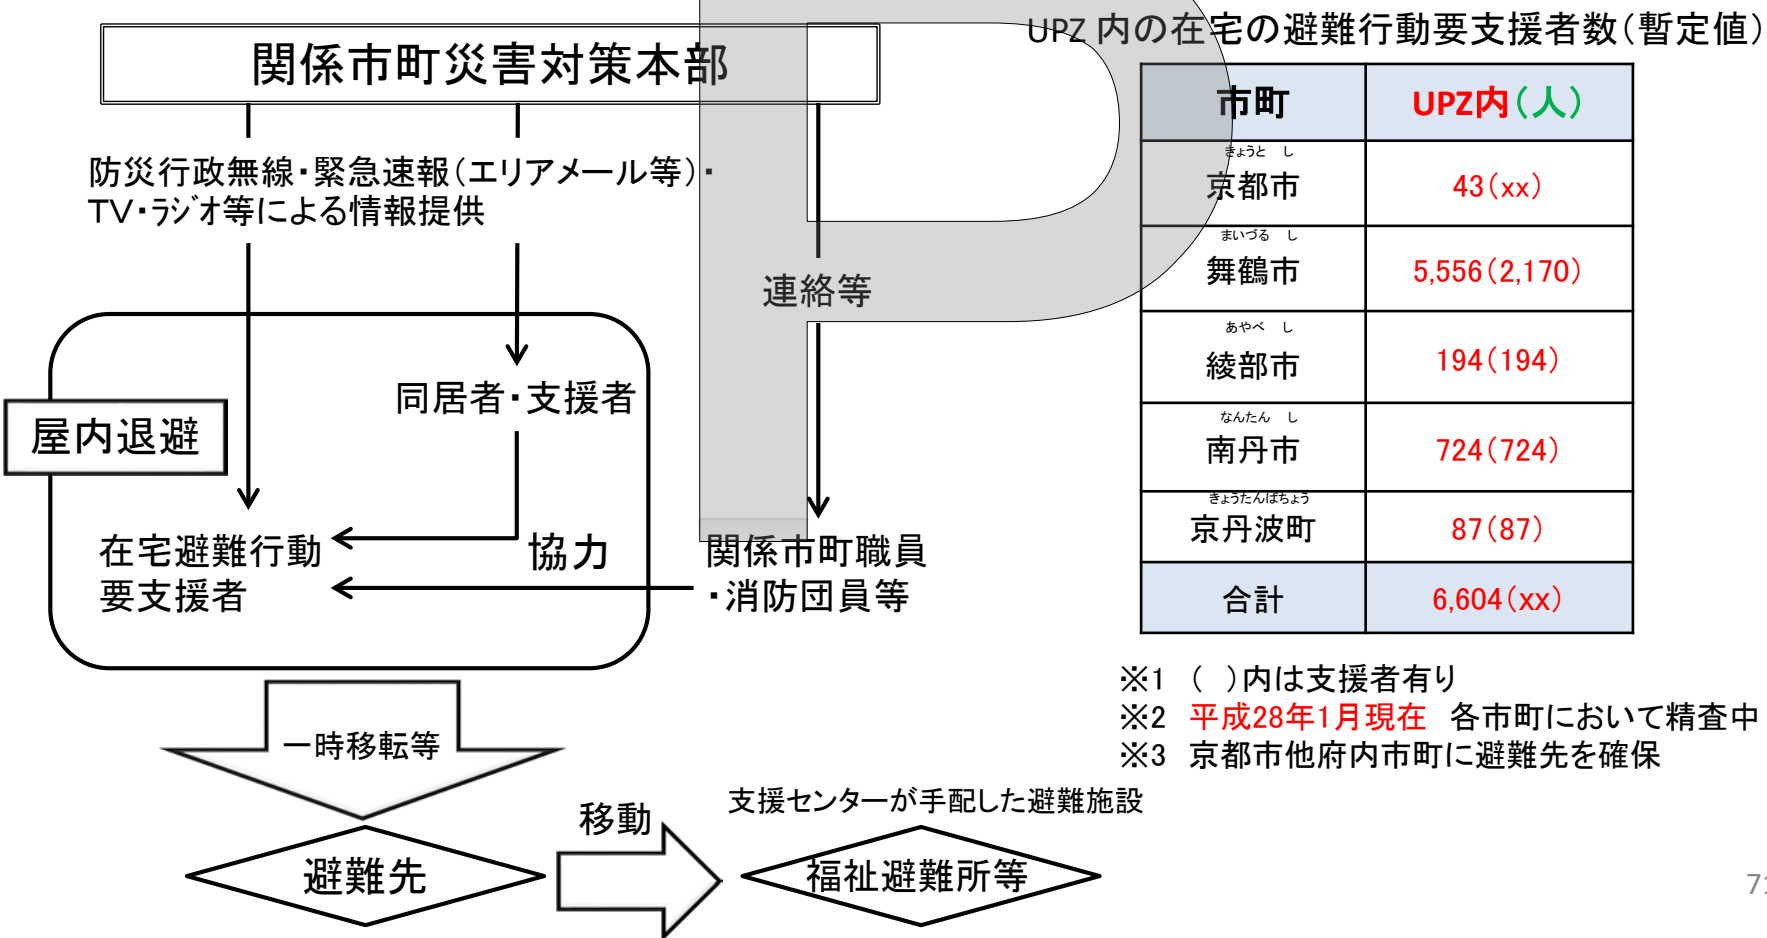 関係市町災害対策本部
防災行政無線・緊急速報（エリアメール等）・
TV・ラジオ等による情報提供
連絡等
屋内退避
同居者・支援者
在宅避難行動
要支援者
協力
関係市町職員
・消防団員等
一時移転等
避難先
移動
支援センターが手配した避難施設
福祉避難所等
P
UPZ 内の在宅の避難行動要支援者数（暫定値）
市町 UPZ内（人）
きょうと し
京都市 43（xx）
まいづる し
舞鶴市 5,556（2,170）
あやべ し
綾部市 194（194）
なんたん し
南丹市 724（724）
きょうたんばちょう
京丹波町 87（87）
合計 6,604（xx）
※1 （ ）内は支援者有り
※2 平成28年1月現在 各市町において精査中
※3 京都市他府内市町に避難先を確保
71